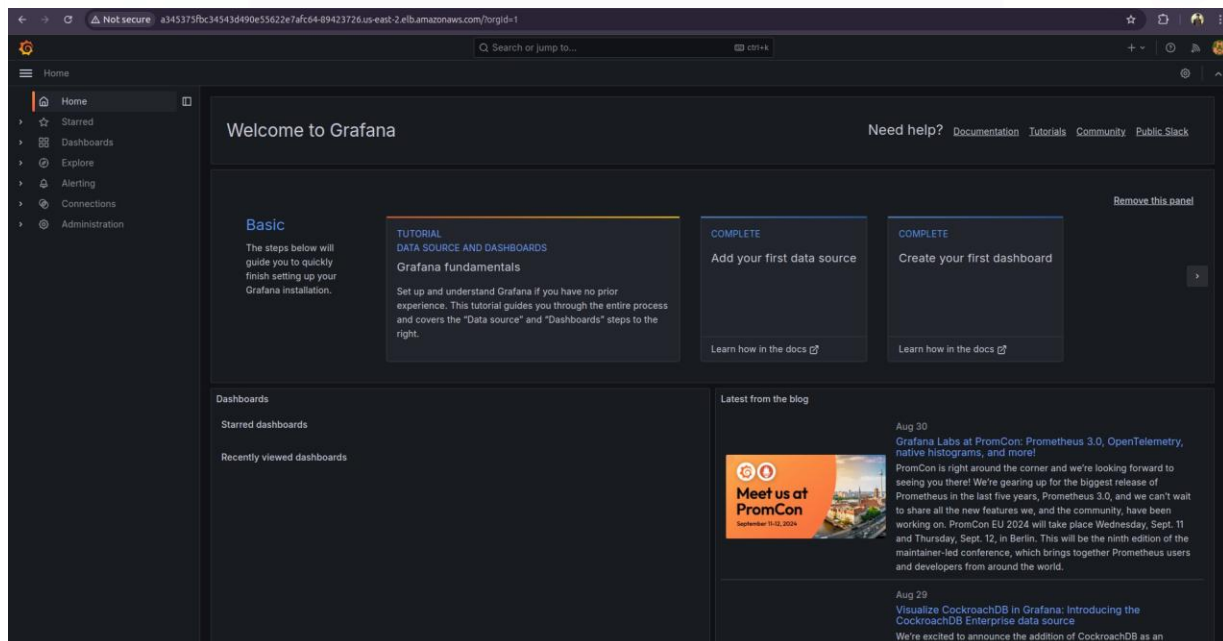 Not secure a345375fbc34543d490e55622e7afc64-89423726.us-east-2.elb.amazonaws.com/?orgId=1
Search or jump to... ctrl+k
Home
Home
Starred
Dashboards
Explore
Alerting
Connections
Administration
Welcome to Grafana
Need help? Documentation Tutorials Community Public Slack
Remove this panel
Basic
The steps below will
guide you to quickly
finish setting up your
Grafana installation.
TUTORIAL
DATA SOURCE AND DASHBOARDS
Grafana fundamentals
Set up and understand Grafana if you have no prior
experience. This tutorial guides you through the entire process
and covers the "Data source" and "Dashboards" steps to the
right.
COMPLETE
Add your first data source
Learn how in the docs
COMPLETE
Create your first dashboard
Learn how in the docs
Dashboards
Starred dashboards
Recently viewed dashboards
Latest from the blog
Meet us at
PromCon
September 11-12, 2024
Aug 30
Grafana Labs at PromCon: Prometheus 3.0, OpenTelemetry,
native histograms, and more!
PromCon is right around the corner and we're looking forward to
seeing you there! We're gearing up for the biggest release of
Prometheus in the last five years, Prometheus 3.0, and we can't wait
to share all the new features we, and the community, have been
working on. PromCon EU 2024 will take place Wednesday, Sept. 11
and Thursday, Sept. 12, in Berlin. This will be the ninth edition of the
maintainer-led conference, which brings together Prometheus users
and developers from around the world.
Aug 29
Visualize CockroachDB in Grafana: Introducing the
CockroachDB Enterprise data source
We're excited to announce the addition of CockroachDB as an